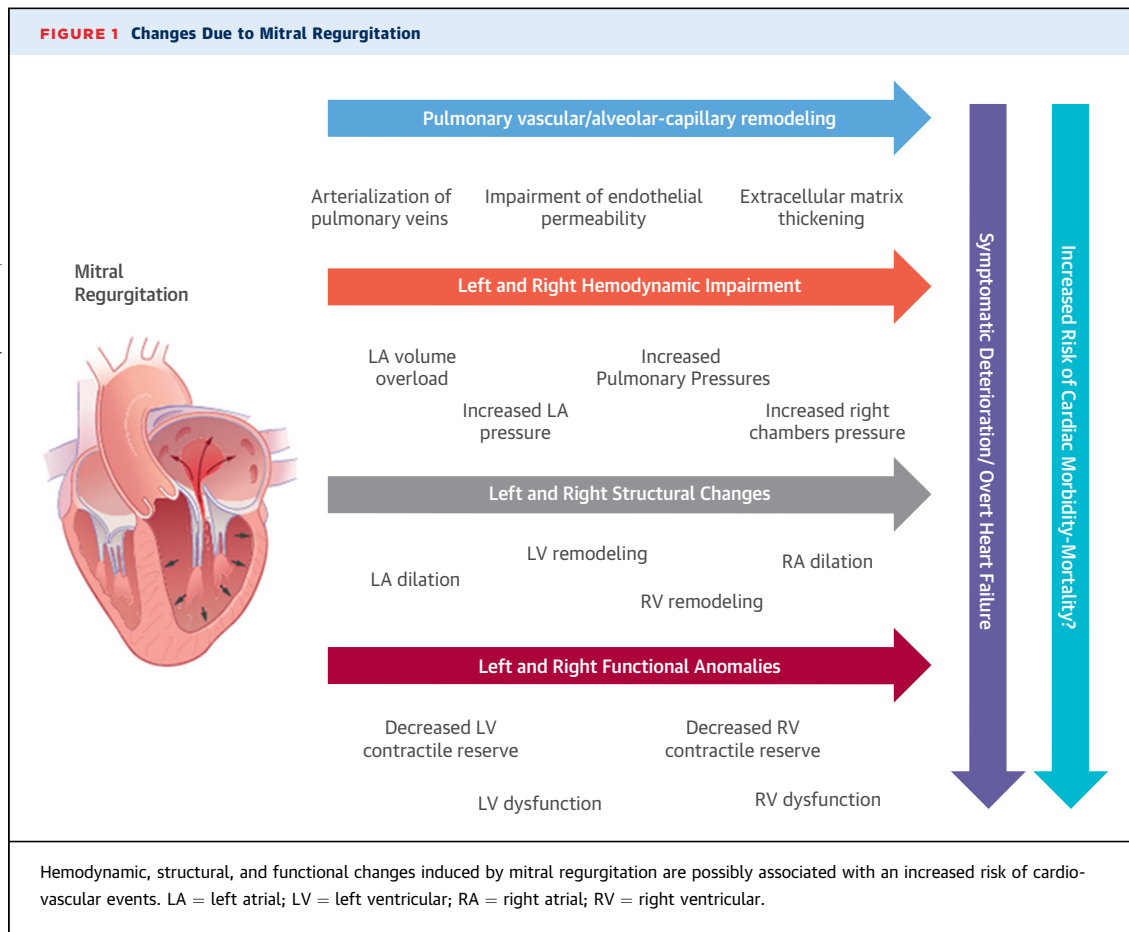 FIGURE 1 Changes Due to Mitral Regurgitation
Pulmonary vascular/alveolar-capillary remodeling
Arterialization of
pulmonary veins
Impairment of endothelial
permeability
Extracellular matrix
thickening
Mitral
Regurgitation
Left and Right Hemodynamic Impairment
LA volume
overload
Increased LA
pressure
Increased
Pulmonary Pressures
Increased right
chambers pressure
Left and Right Structural Changes
LA dilation
LV remodeling
RV remodeling
RA dilation
Left and Right Functional Anomalies
Decreased LV
contractile reserve
LV dysfunction
Decreased RV
contractile reserve
RV dysfunction
Symptomatic Deterioration/ Overt Heart Failure
Increased Risk of Cardiac Morbidity-Mortality?
Hemodynamic, structural, and functional changes induced by mitral regurgitation are possibly associated with an increased risk of cardio-
vascular events. LA = left atrial; LV = left ventricular; RA = right atrial; RV = right ventricular.